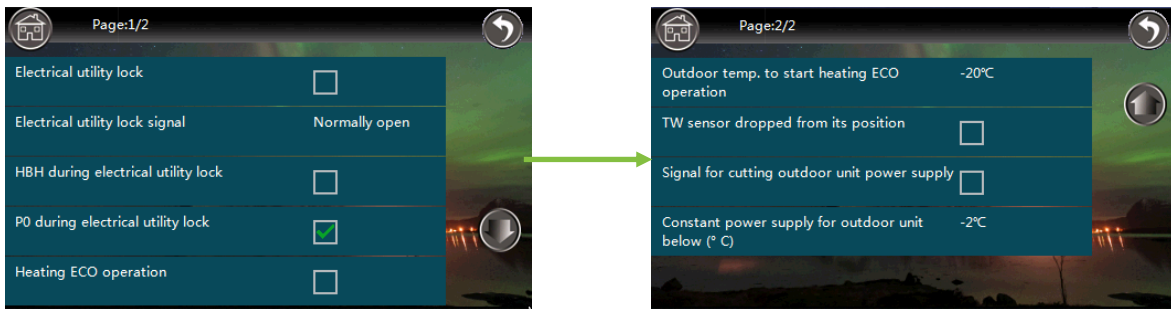 Page:1/2
Electrical utility lock
Electrical utility lock signal Normally open
HBH during electrical utility lock
P0 during electrical utility lock
Heating ECO operation
Page:2/2
Outdoor temp. to start heating ECO -20℃
operation
TW sensor dropped from its position
Signal for cutting outdoor unit power supply
Constant power supply for outdoor unit -2℃
below (° C)